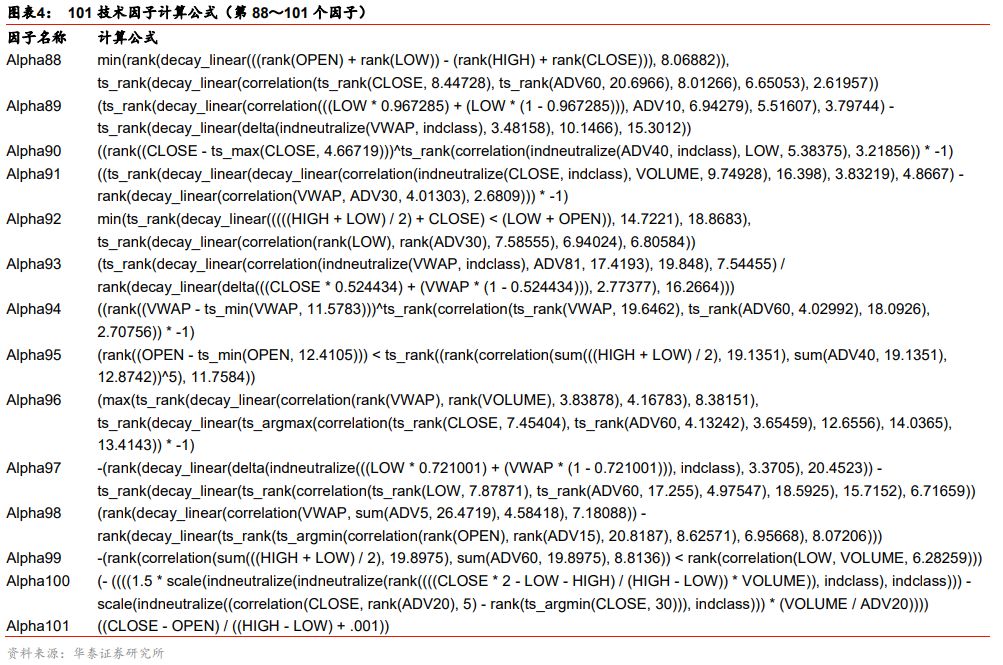 图表4： 101 技术因子计算公式（第 88～101 个因子）
因子名称 计算公式
Alpha88 min(rank(decay_linear(((rank(OPEN) + rank(LOW)) - (rank(HIGH) + rank(CLOSE))), 8.06882)),
ts_rank(decay_linear(correlation(ts_rank(CLOSE, 8.44728), ts_rank(ADV60, 20.6966), 8.01266), 6.65053), 2.61957))
Alpha89 (ts_rank(decay_linear(correlation(((LOW * 0.967285) + (LOW * (1 - 0.967285))), ADV10, 6.94279), 5.51607), 3.79744) -
ts_rank(decay_linear(delta(indneutralize(VWAP, indclass), 3.48158), 10.1466), 15.3012))
Alpha90 ((rank((CLOSE - ts_max(CLOSE, 4.66719)))^ts_rank(correlation(indneutralize(ADV40, indclass), LOW, 5.38375), 3.21856)) * -1)
Alpha91 ((ts_rank(decay_linear(decay_linear(correlation(indneutralize(CLOSE, indclass), VOLUME, 9.74928), 16.398), 3.83219), 4.8667) -
rank(decay_linear(correlation(VWAP, ADV30, 4.01303), 2.6809))) * -1)
Alpha92 min(ts_rank(decay_linear(((((HIGH + LOW) / 2) + CLOSE) < (LOW + OPEN)), 14.7221), 18.8683),
ts_rank(decay_linear(correlation(rank(LOW), rank(ADV30), 7.58555), 6.94024), 6.80584))
Alpha93 (ts_rank(decay_linear(correlation(indneutralize(VWAP, indclass), ADV81, 17.4193), 19.848), 7.54455) /
rank(decay_linear(delta(((CLOSE * 0.524434) + (VWAP * (1 - 0.524434))), 2.77377), 16.2664)))
Alpha94 ((rank((VWAP - ts_min(VWAP, 11.5783)))^ts_rank(correlation(ts_rank(VWAP, 19.6462), ts_rank(ADV60, 4.02992), 18.0926),
2.70756)) * -1)
Alpha95 (rank((OPEN - ts_min(OPEN, 12.4105))) < ts_rank((rank(correlation(sum(((HIGH + LOW) / 2), 19.1351), sum(ADV40, 19.1351),
12.8742))^5), 11.7584))
Alpha96 (max(ts_rank(decay_linear(correlation(rank(VWAP), rank(VOLUME), 3.83878), 4.16783), 8.38151),
ts_rank(decay_linear(ts_argmax(correlation(ts_rank(CLOSE, 7.45404), ts_rank(ADV60, 4.13242), 3.65459), 12.6556), 14.0365),
13.4143)) * -1)
Alpha97 -(rank(decay_linear(delta(indneutralize(((LOW * 0.721001) + (VWAP * (1 - 0.721001))), indclass), 3.3705), 20.4523)) -
ts_rank(decay_linear(ts_rank(correlation(ts_rank(LOW, 7.87871), ts_rank(ADV60, 17.255), 4.97547), 18.5925), 15.7152), 6.71659))
Alpha98 (rank(decay_linear(correlation(VWAP, sum(ADV5, 26.4719), 4.58418), 7.18088)) -
rank(decay_linear(ts_rank(ts_argmin(correlation(rank(OPEN), rank(ADV15), 20.8187), 8.62571), 6.95668), 8.07206)))
Alpha99 -(rank(correlation(sum(((HIGH + LOW) / 2), 19.8975), sum(ADV60, 19.8975), 8.8136)) < rank(correlation(LOW, VOLUME, 6.28259)))
Alpha100 (- ((((1.5 * scale(indneutralize(indneutralize(rank((((CLOSE * 2 - LOW - HIGH) / (HIGH - LOW)) * VOLUME)), indclass), indclass))) -
scale(indneutralize((correlation(CLOSE, rank(ADV20), 5) - rank(ts_argmin(CLOSE, 30))), indclass))) * (VOLUME / ADV20))))
Alpha101 ((CLOSE - OPEN) / ((HIGH - LOW) + .001))
资料来源：华泰证券研究所